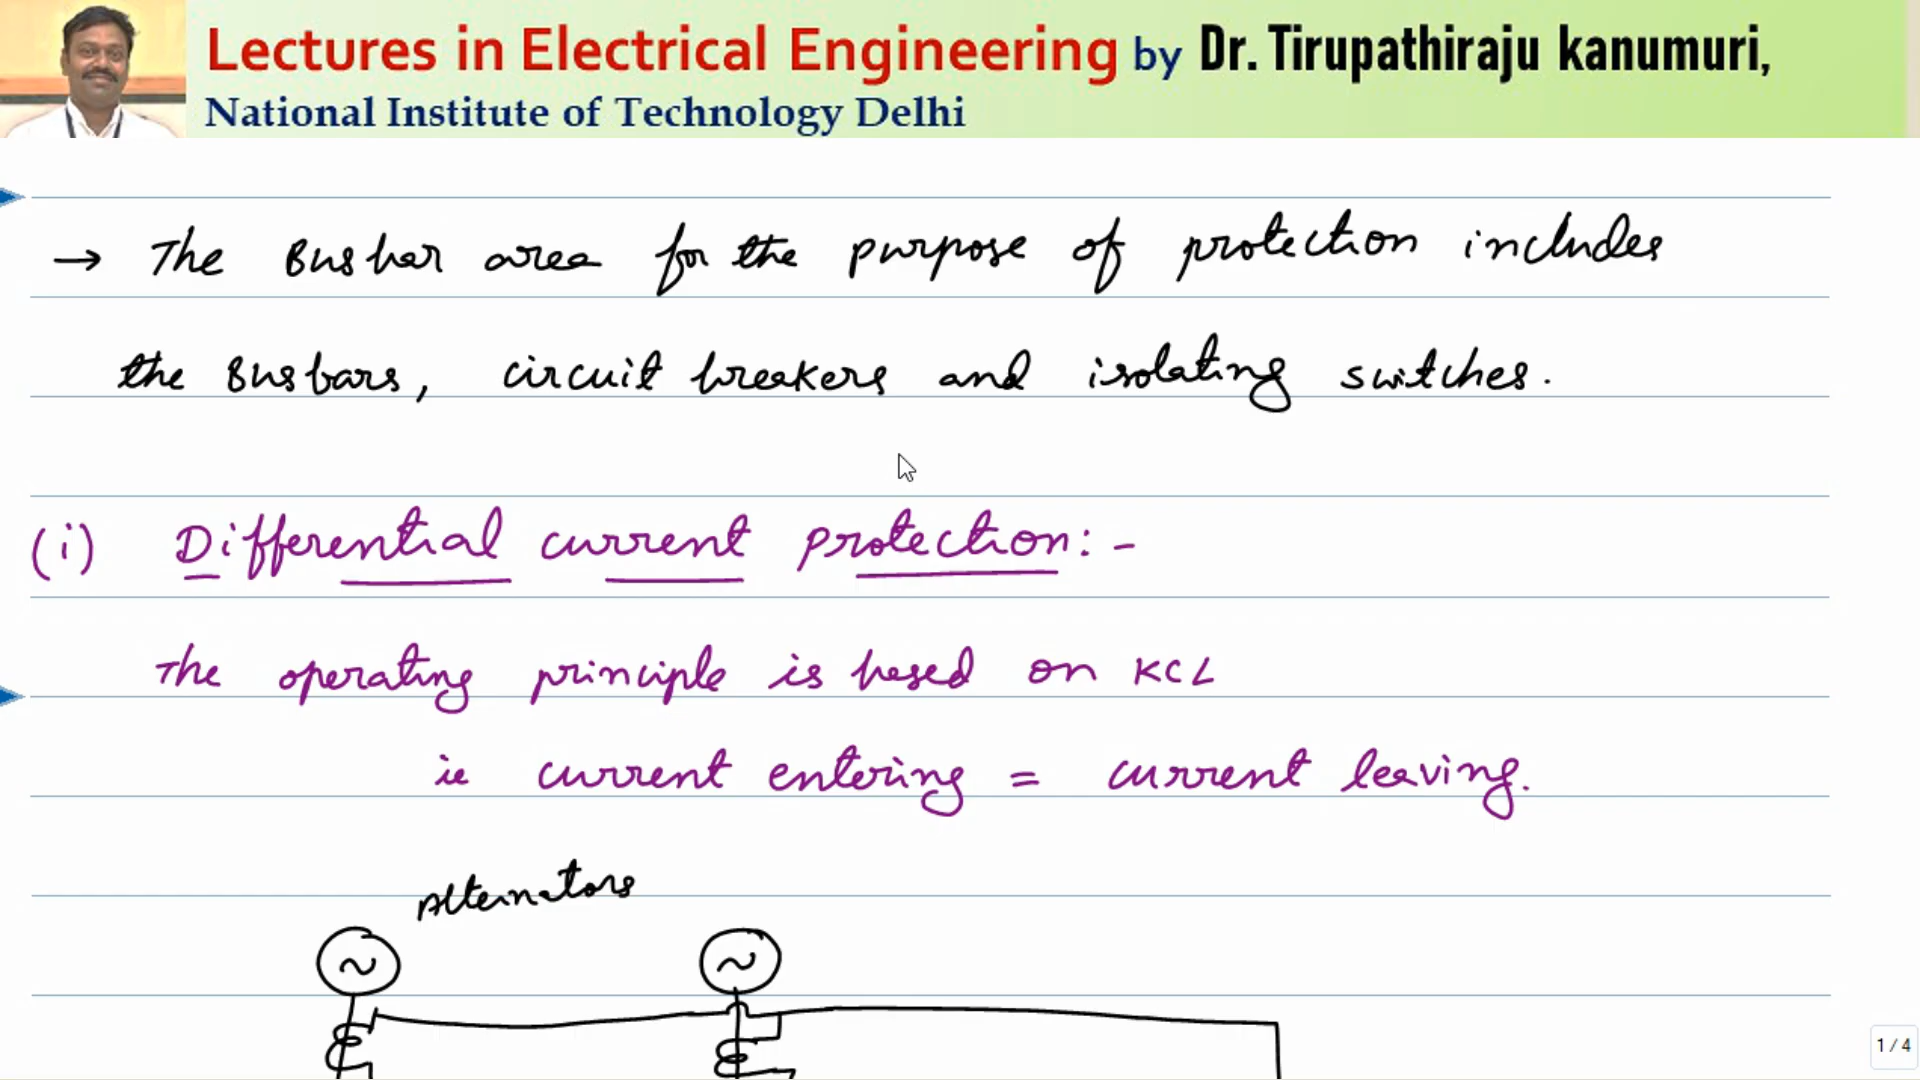 Lectures in Electrical Engineering by Dr. Tirupathiraju kanumuri,
National Institute of Technology Delhi
→ The Busbar area for the purpose of protection includes
the Busbars, circuit breakers and isolating switches.
(i) Differential current protection:-
The operating principle is based on KCL
ie current entering = current leaving.
Alternators
1 / 4